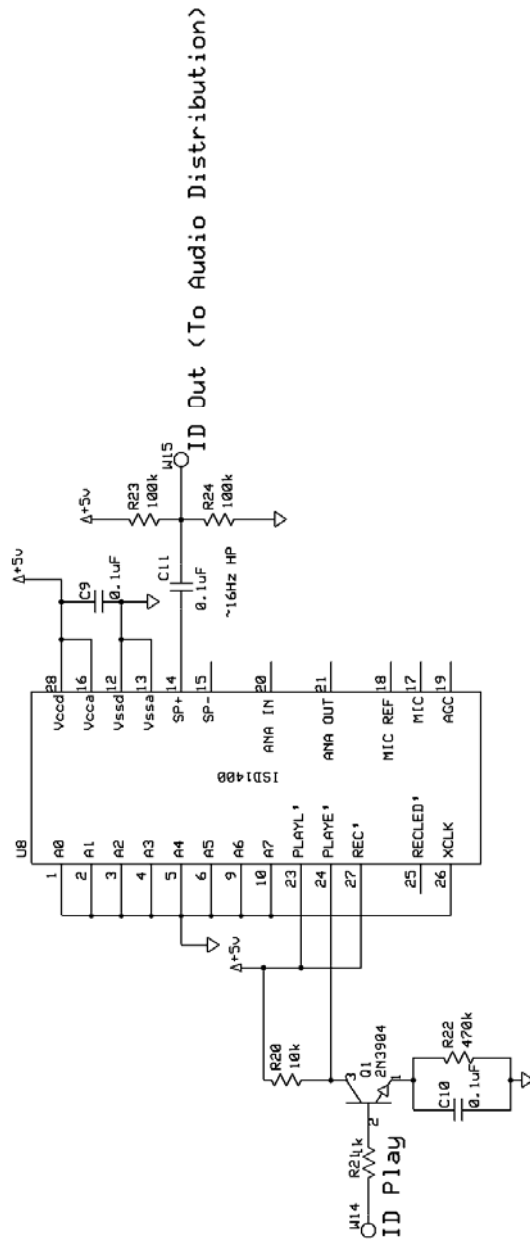 ID Out (To Audio Distribution)
W15
+5v
R23
100k
R24
100k
+5v
C9
0.1uF
C11
0.1uF
~16Hz HP
28
16
12
13
14
15
20
21
18
17
19
Vccd
Vcca
Vssd
Vssa
SP+
SP-
ANA IN
ANA OUT
MIC REF
MIC
AGC
ISD1400
U8
A0
A1
A2
A3
A4
A5
A6
A7
PLAYL'
PLAYE'
REC'
RECLED'
XCLK
1
2
3
4
5
6
9
10
23
24
27
25
26
+5v
R20
10k
3
Q1
2N3904
1
2
R22
470k
C10
0.1uF
R21
1k
W14
ID Play